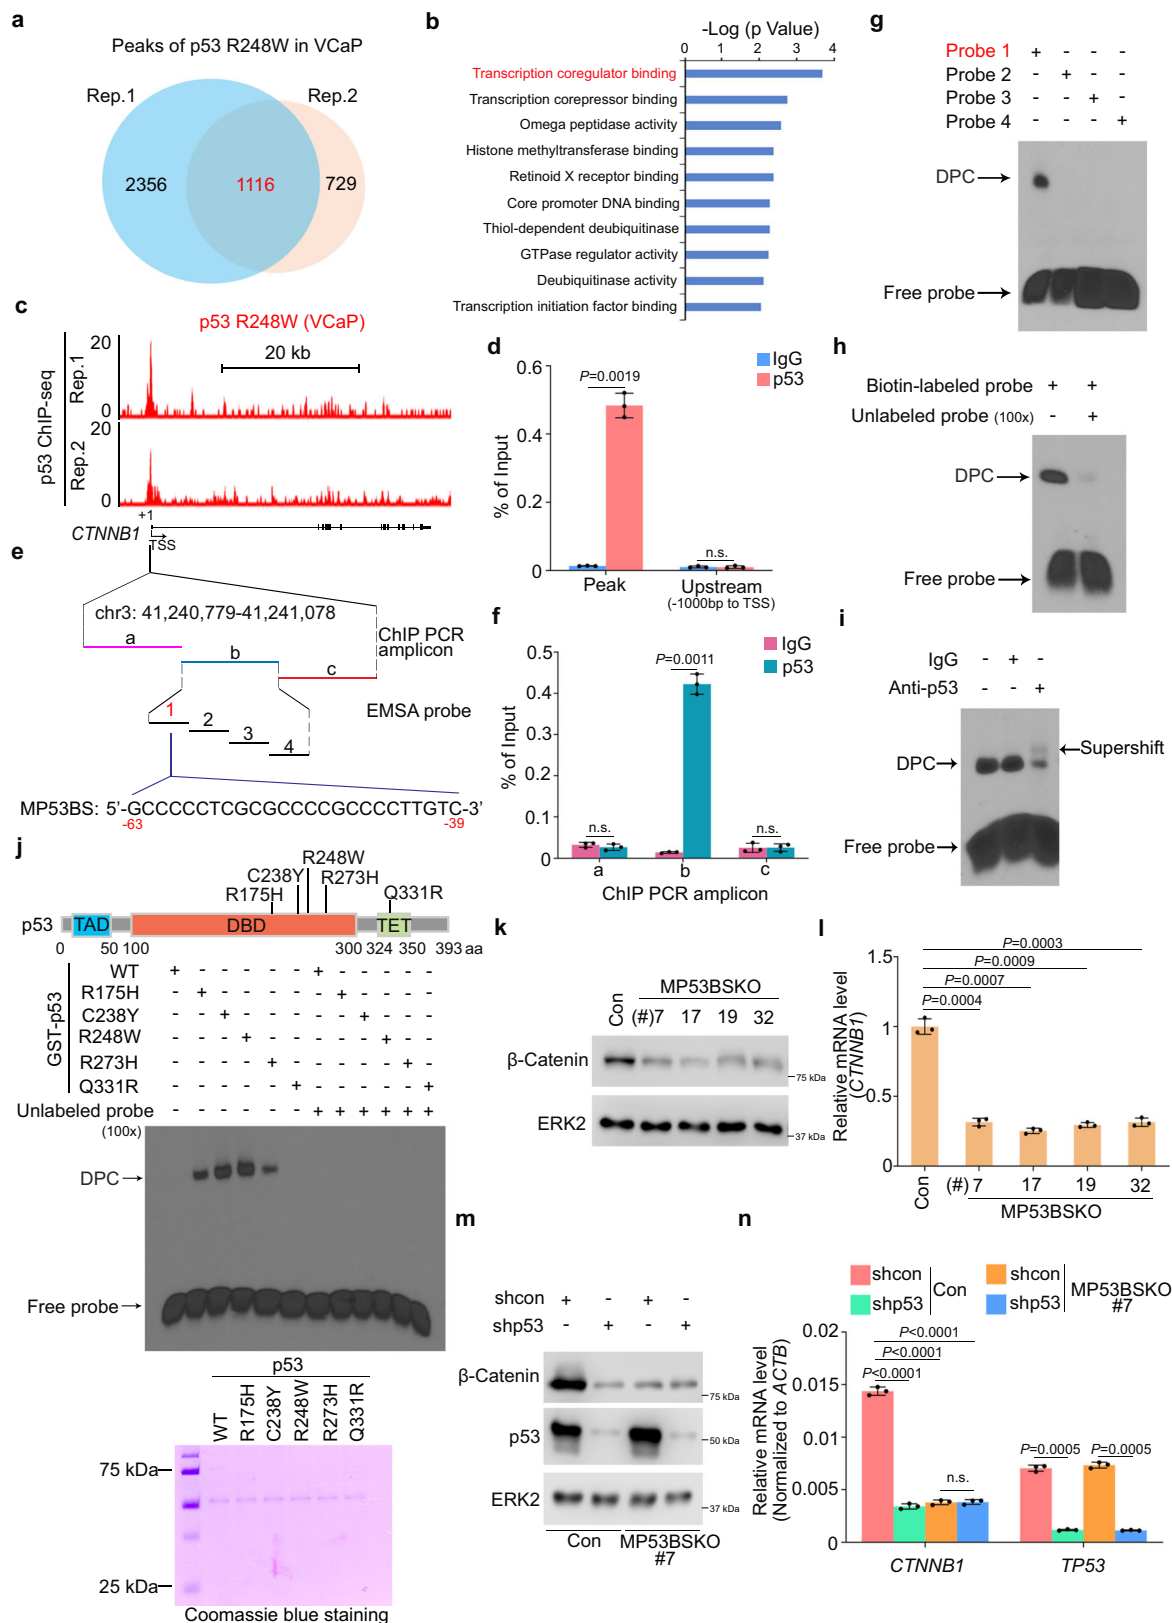 a
Peaks of p53 R248W in VCaP
Rep.1
Rep.2
2356
1116
729
b
-Log (p Value)
0 1 2 3 4
Transcription coregulator binding
Transcription corepressor binding
Omega peptidase activity
Histone methyltransferase binding
Retinoid X receptor binding
Core promoter DNA binding
Thiol-dependent deubiquitinase
GTPase regulator activity
Deubiquitinase activity
Transcription initiation factor binding
c
p53 R248W (VCaP)
20 kb
p53 ChIP-seq
Rep.1
20
0
Rep.2
20
0
+1
CTNNB1
TSS
d
IgG
p53
% of Input
0.6
0.4
0.2
0
P=0.0019
n.s.
Peak
Upstream
(-1000bp to TSS)
e
chr3: 41,240,779-41,241,078
a
b
c
ChIP PCR
amplicon
1
2
3
4
EMSA probe
MP53BS: 5'-GCCCCCTCGCGCCCCGCCCCTTGTC-3'
-63
-39
f
IgG
p53
% of Input
0.5
0.4
0.3
0.2
0.1
0
n.s.
P=0.0011
n.s.
a b c
ChIP PCR amplicon
g
Probe 1 + - - -
Probe 2 - + - -
Probe 3 - - + -
Probe 4 - - - +
DPC
Free probe
h
Biotin-labeled probe + +
Unlabeled probe (100x) - +
DPC
Free probe
i
IgG - + -
Anti-p53 - - +
Supershift
DPC
Free probe
j
R248W
C238Y
R273H
R175H
Q331R
p53
TAD
DBD
TET
0 50 100 300 324 350 393 aa
GST-p53
WT + - - - - - + - - - - -
R175H - + - - - - - + - - - -
C238Y - - + - - - - - + - - -
R248W - - - + - - - - - + - -
R273H - - - - + - - - - - + -
Q331R - - - - - + - - - - - +
Unlabeled probe - - - - - - + + + + + +
(100x)
DPC
Free probe
p53
WT
R175H
C238Y
R248W
R273H
Q331R
75 kDa
25 kDa
Coomassie blue staining
k
Con
MP53BSKO
(#)7 17 19 32
β-Catenin
75 kDa
ERK2
37 kDa
l
Relative mRNA level
(CTNNB1)
1.5
1
0.5
0
P=0.0003
P=0.0009
P=0.0007
P=0.0004
Con
(#) 7 17 19 32
MP53BSKO
m
shcon + - + -
shp53 - + - +
β-Catenin
75 kDa
p53
50 kDa
ERK2
37 kDa
Con
MP53BSKO
#7
n
shcon
shp53
Con
shcon
shp53
MP53BSKO
#7
Relative mRNA level
(Normalized to ACTB)
0.02
0.015
0.01
0.005
0
P<0.0001
P<0.0001
P<0.0001
n.s.
P=0.0005
P=0.0005
CTNNB1
TP53